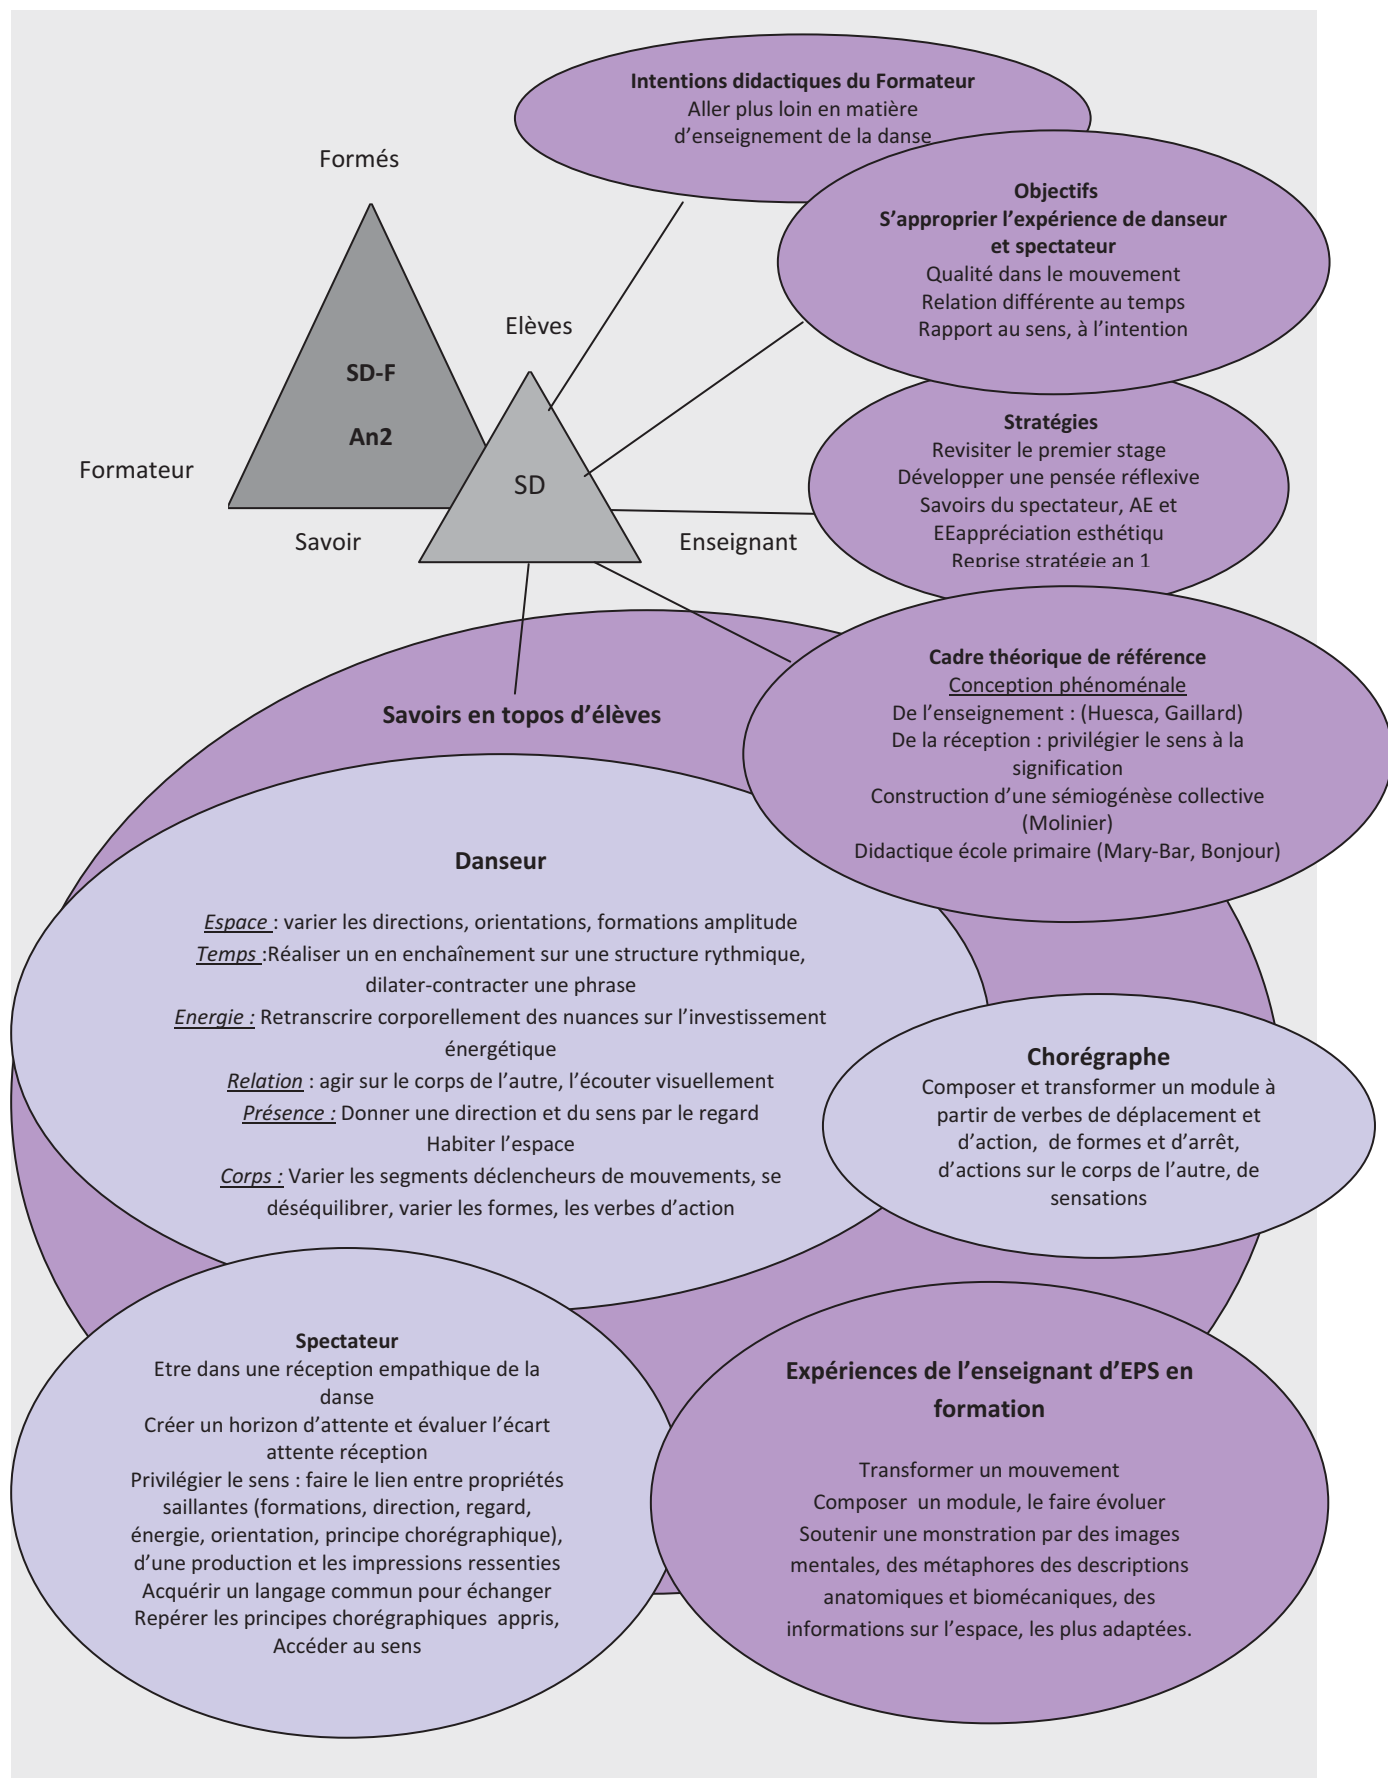 Intentions didactiques du Formateur
Aller plus loin en matière
d’enseignement de la danse
Formés
Objectifs
S’approprier l’expérience de danseur
et spectateur
Qualité dans le mouvement
Relation différente au temps
Rapport au sens, à l’intention
Elèves
SD-F
An2
Formateur
SD
Savoir
Enseignant
Stratégies
Revisiter le premier stage
Développer une pensée réflexive
Savoirs du spectateur, AE et
EEappréciation esthétiqu
Reprise stratégie an 1
Cadre théorique de référence
Conception phénoménale
De l’enseignement : (Huesca, Gaillard)
De la réception : privilégier le sens à la
signification
Construction d’une sémiogénèse collective
(Molinier)
Didactique école primaire (Mary-Bar, Bonjour)
Savoirs en topos d’élèves
Danseur
Espace : varier les directions, orientations, formations amplitude
Temps :Réaliser un en enchaînement sur une structure rythmique,
dilater-contracter une phrase
Energie : Retranscrire corporellement des nuances sur l’investissement
énergétique
Relation : agir sur le corps de l’autre, l’écouter visuellement
Présence : Donner une direction et du sens par le regard
Habiter l’espace
Corps : Varier les segments déclencheurs de mouvements, se
déséquilibrer, varier les formes, les verbes d’action
Chorégraphe
Composer et transformer un module à
partir de verbes de déplacement et
d’action, de formes et d’arrêt,
d’actions sur le corps de l’autre, de
sensations
Spectateur
Etre dans une réception empathique de la
danse
Créer un horizon d’attente et évaluer l’écart
attente réception
Privilégier le sens : faire le lien entre propriétés
saillantes (formations, direction, regard,
énergie, orientation, principe chorégraphique),
d’une production et les impressions ressenties
Acquérir un langage commun pour échanger
Repérer les principes chorégraphiques appris,
Accéder au sens
Expériences de l’enseignant d’EPS en
formation
Transformer un mouvement
Composer un module, le faire évoluer
Soutenir une monstration par des images
mentales, des métaphores des descriptions
anatomiques et biomécaniques, des
informations sur l’espace, les plus adaptées.